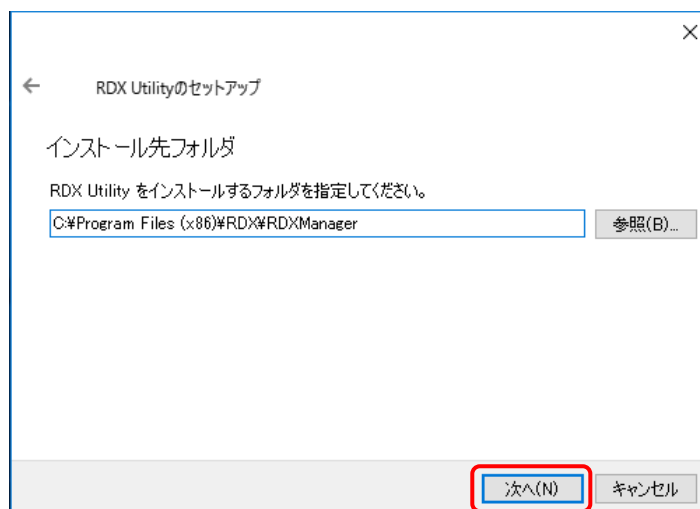 RDX Utilityのセットアップ
インストール先フォルダ
RDX Utility をインストールするフォルダを指定してください。
C:¥Program Files (x86)¥RDX¥RDXManager
参照(B)...
次へ(N)
キャンセル